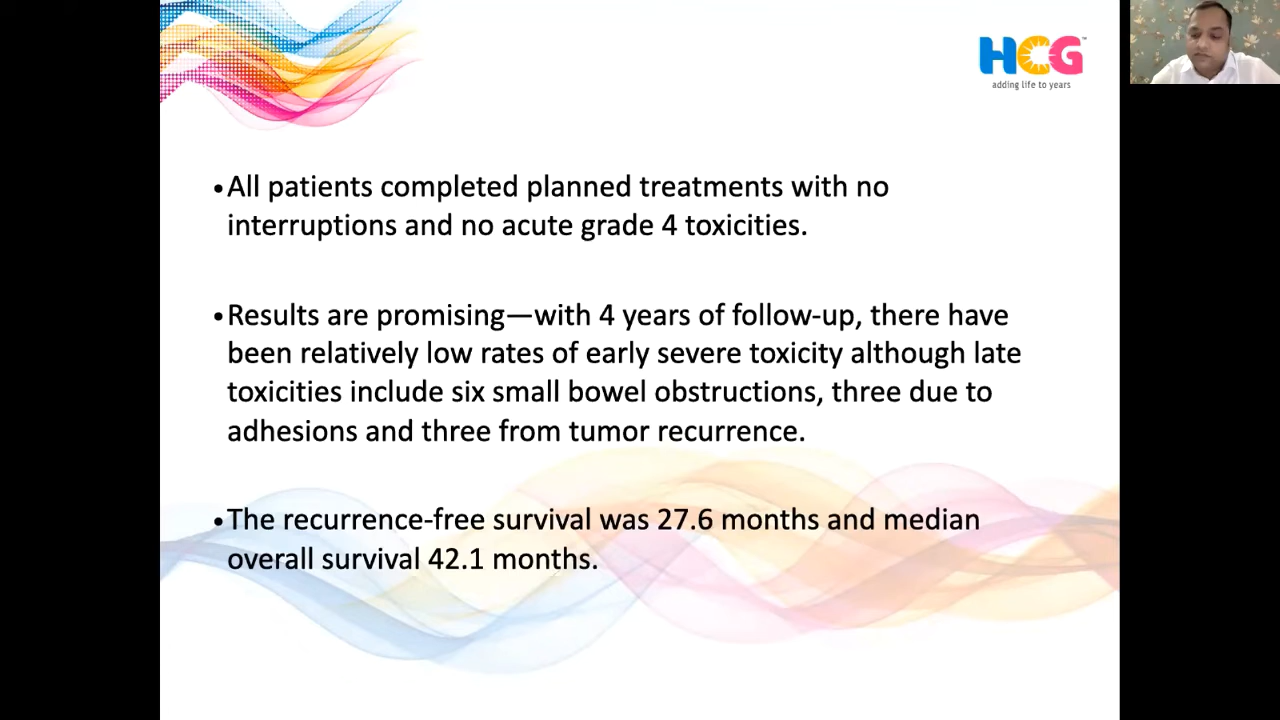 HCG™
adding life to years
•All patients completed planned treatments with no
interruptions and no acute grade 4 toxicities.
•Results are promising—with 4 years of follow-up, there have
been relatively low rates of early severe toxicity although late
toxicities include six small bowel obstructions, three due to
adhesions and three from tumor recurrence.
•The recurrence-free survival was 27.6 months and median
overall survival 42.1 months.